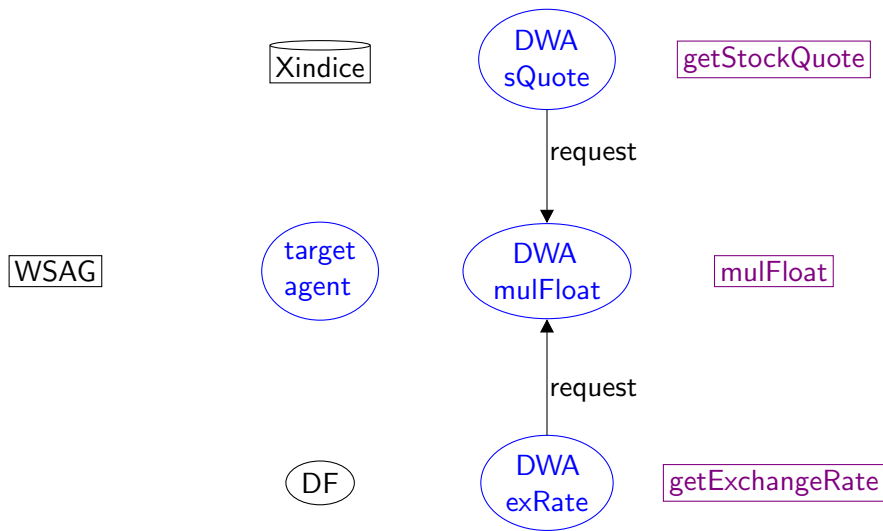 Xindice
DWA
sQuote
getStockQuote
request
WSAG
target
agent
DWA
mulFloat
mulFloat
request
DF
DWA
exRate
getExchangeRate